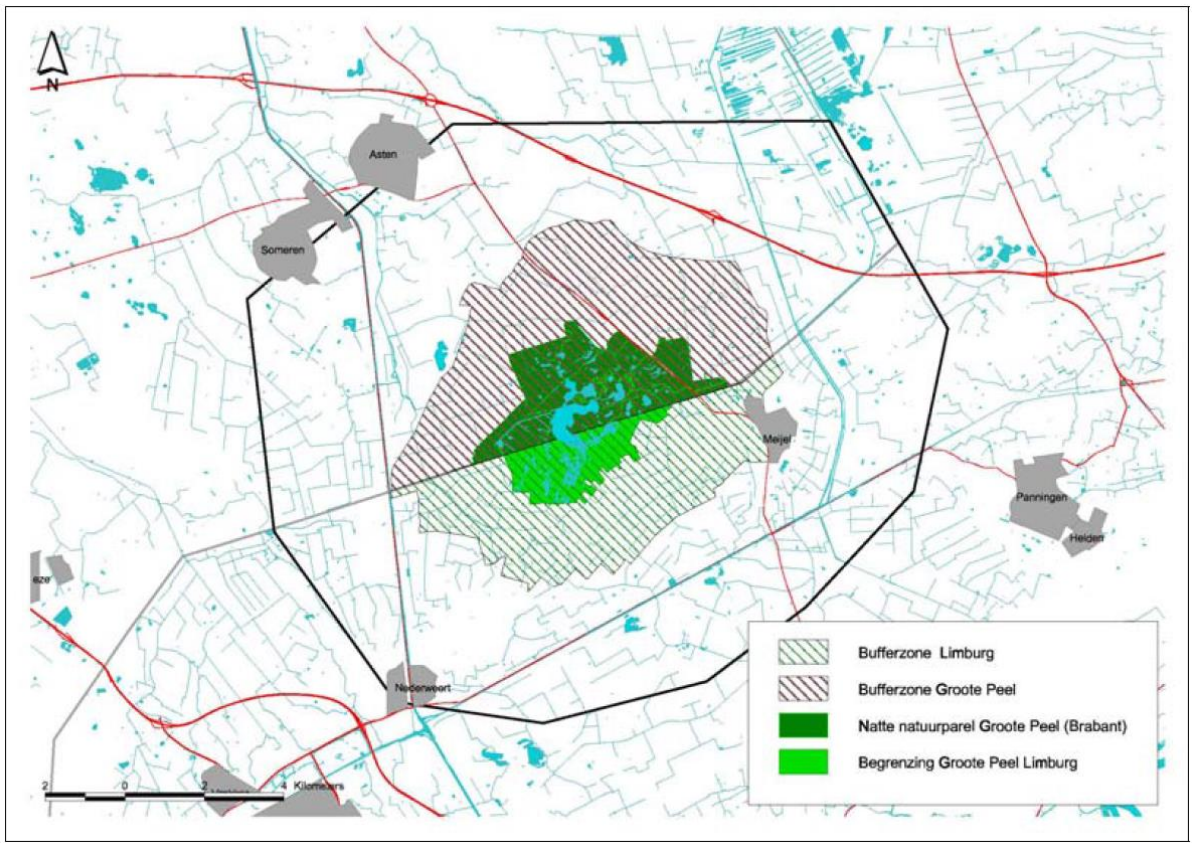 N
Asten
Someren
Meijel
Panningen
Helden
eze
Nederweert
Bufferzone Limburg
Bufferzone Groote Peel
Natte natuurparel Groote Peel (Brabant)
Begrenzing Groote Peel Limburg
2 0 2 4 Kilometers